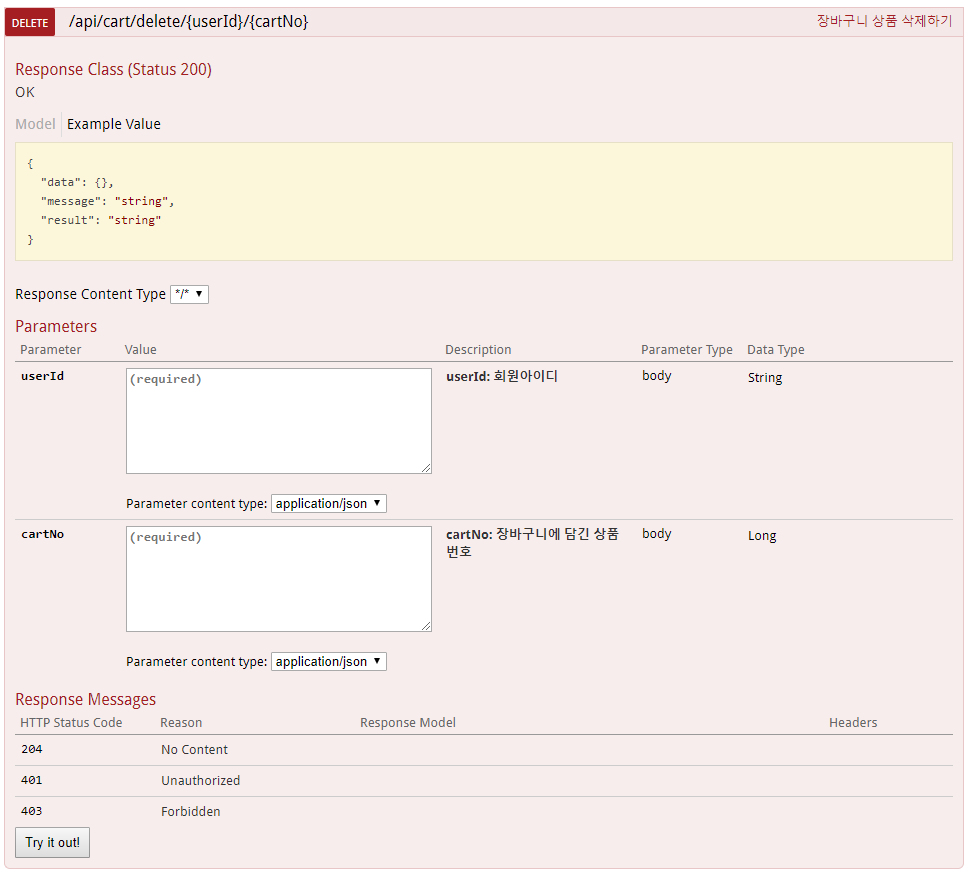 DELETE /api/cart/delete/{userId}/{cartNo} 장바구니 상품 삭제하기
Response Class (Status 200)
OK
Model Example Value
{
"data": {},
"message": "string",
"result": "string"
}
Response Content Type */*
Parameters
Parameter Value Description Parameter Type Data Type
userId (required) userId: 회원아이디 body String
Parameter content type: application/json
cartNo (required) cartNo: 장바구니에 담긴 상품 body Long
번호
Parameter content type: application/json
Response Messages
HTTP Status Code Reason Response Model Headers
204 No Content
401 Unauthorized
403 Forbidden
Try it out!